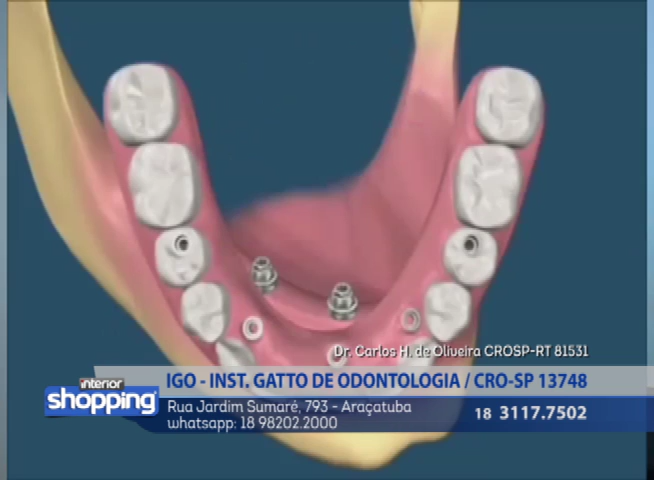 Dr. Carlos H. de Oliveira CROSP-RT 81531
IGO - INST. GATTO DE ODONTOLOGIA / CRO-SP 13748
interior
shopping
Rua Jardim Sumaré, 793 - Araçatuba
18 3117.7502
whatsapp: 18 98202.2000